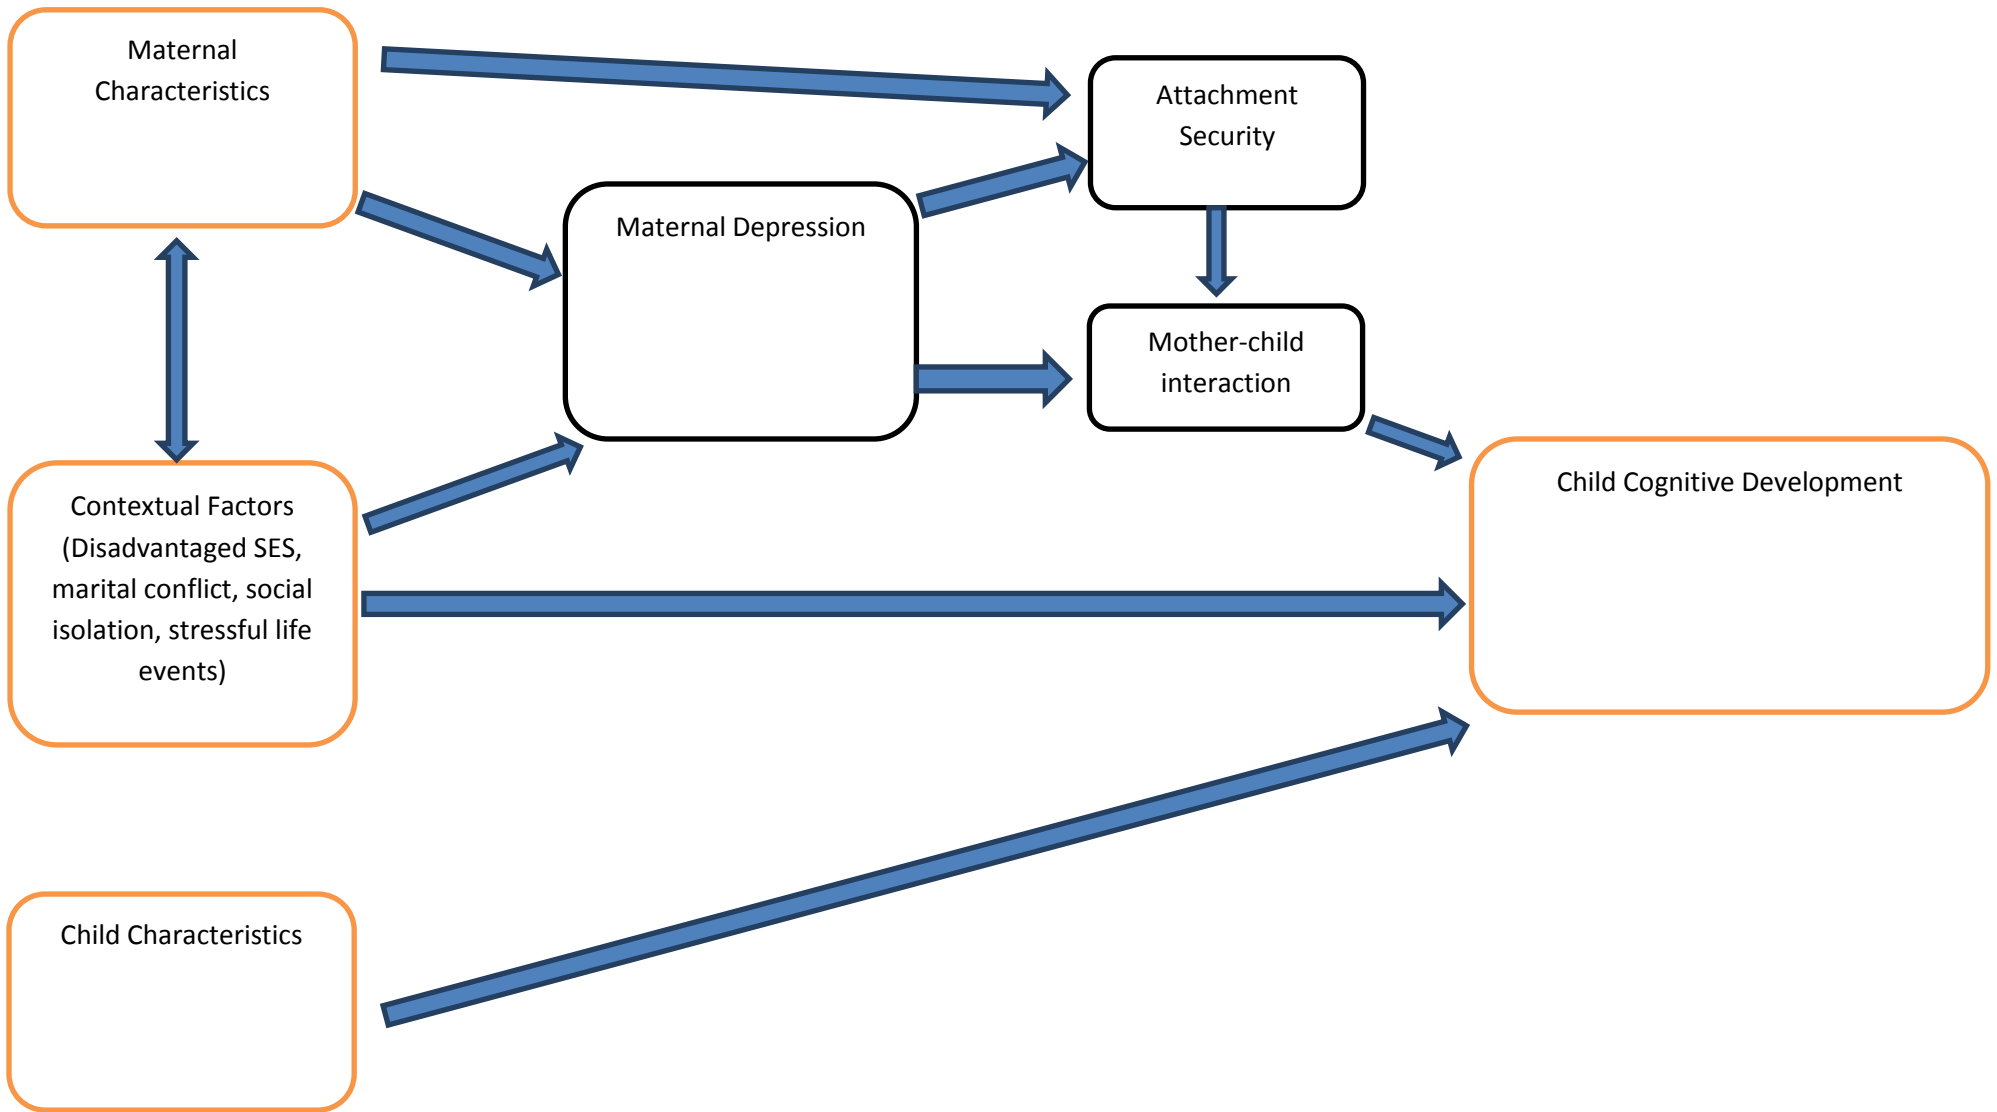 Maternal
Characteristics
Attachment
Security
Maternal Depression
Mother-child
interaction
Contextual Factors
(Disadvantaged SES,
marital conflict, social
isolation, stressful life
events)
Child Cognitive Development
Child Characteristics